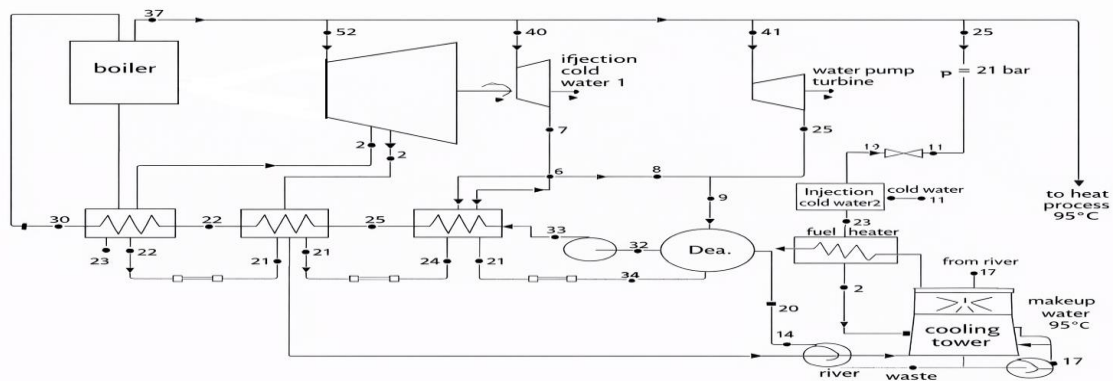 37
52
40
41
25
boiler
ifjection
cold
water 1
water pump
turbine
P = 21 bar
7
25
2
2
11
6
8
9
Injection
cold water2
cold water
11
to heat
process
95°C
23
fuel heater
30
22
25
33
32
Dea.
23
22
21
21
24
21
34
20
14
2
from river
17
makeup
water
95°C
cooling
tower
17
river
waste